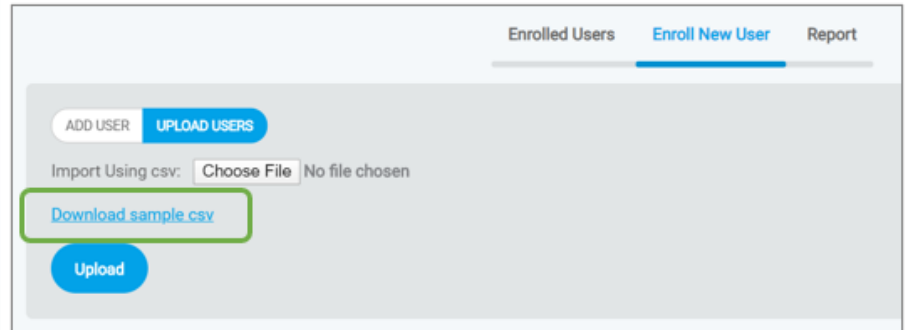 Enrolled Users Enroll New User Report
ADD USER UPLOAD USERS
Import Using csv: Choose File No file chosen
Download sample csv
Upload